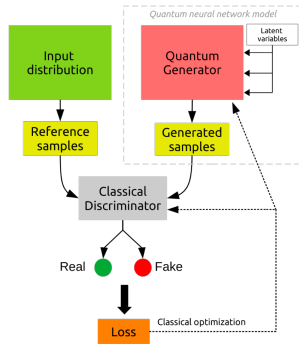 Quantum neural network model
Input
distribution
Quantum
Generator
Latent
variables
Reference
samples
Generated
samples
Classical
Discriminator
Real
Fake
Loss
Classical optimization